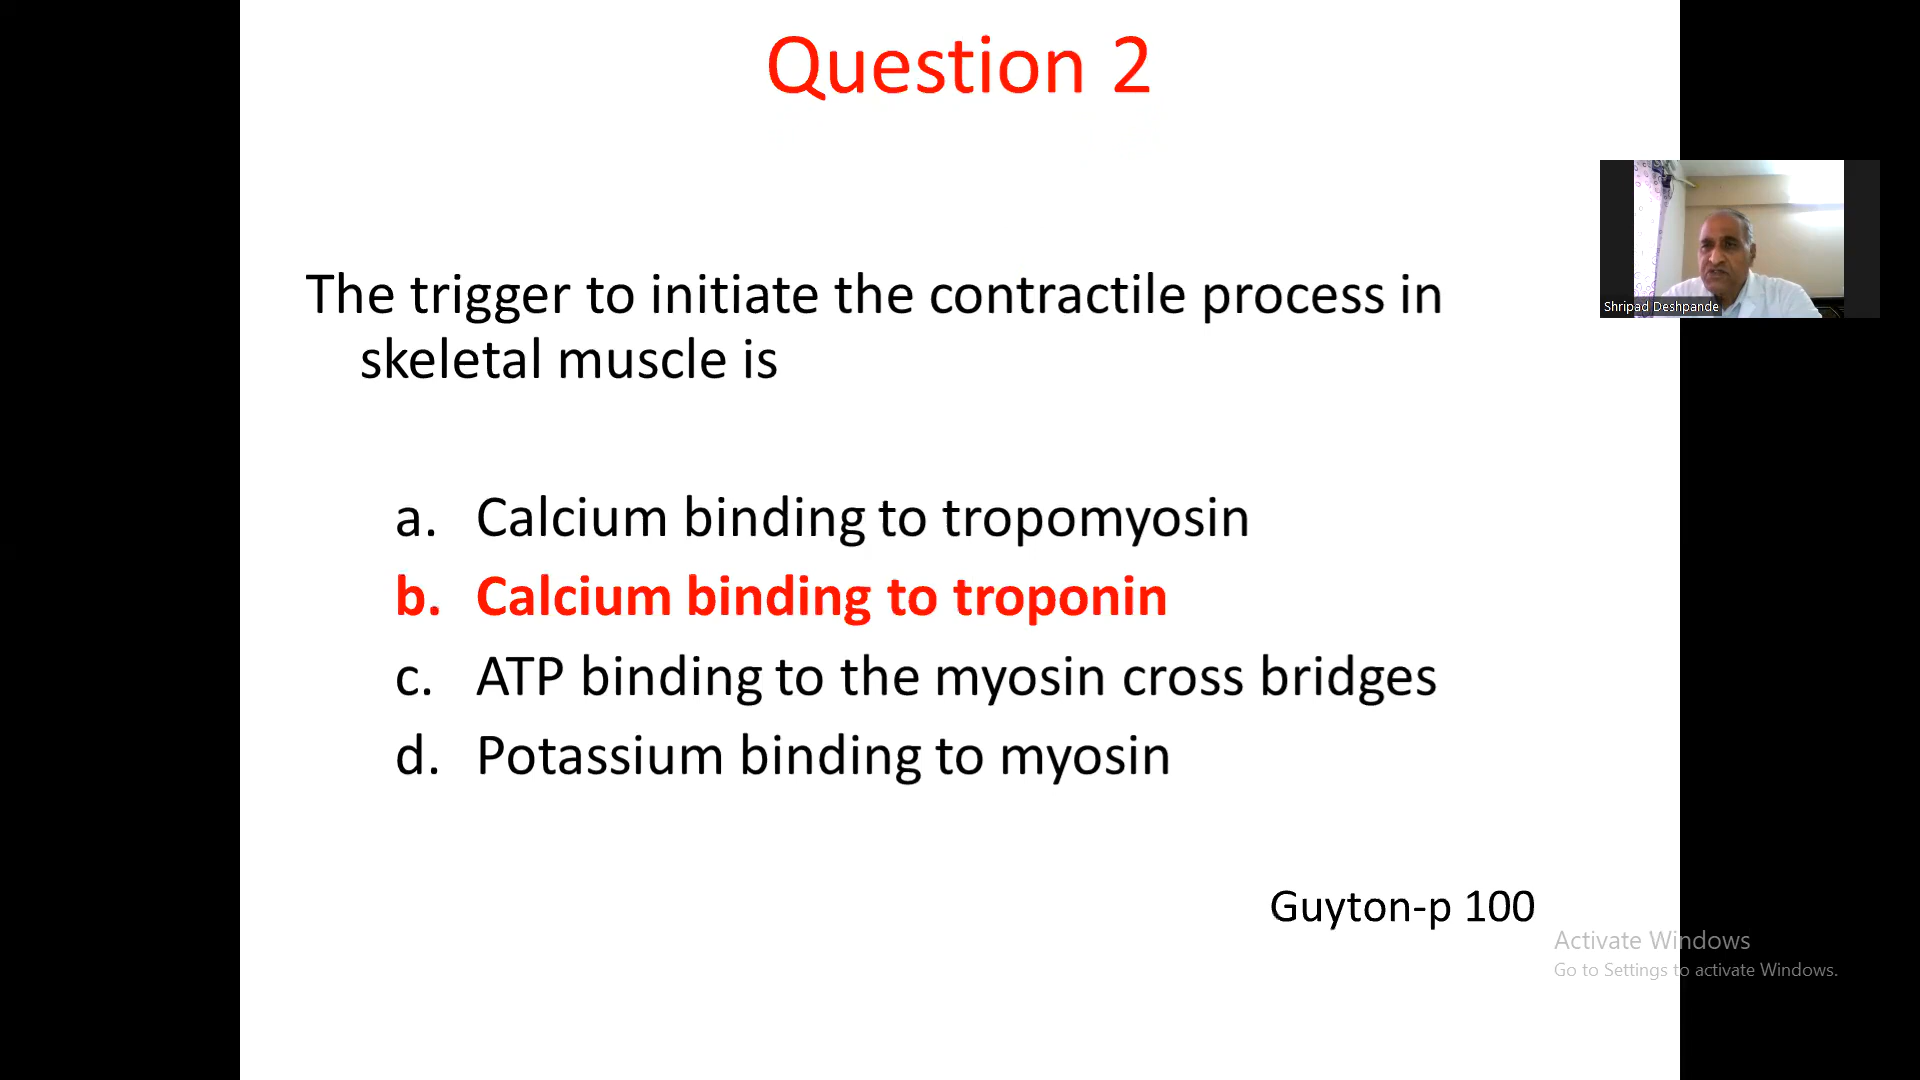 Question 2
The trigger to initiate the contractile process in
skeletal muscle is
a. Calcium binding to tropomyosin
b. Calcium binding to troponin
c. ATP binding to the myosin cross bridges
d. Potassium binding to myosin
Guyton-p 100
Shripad Deshpande
Activate Windows
Go to Settings to activate Windows.